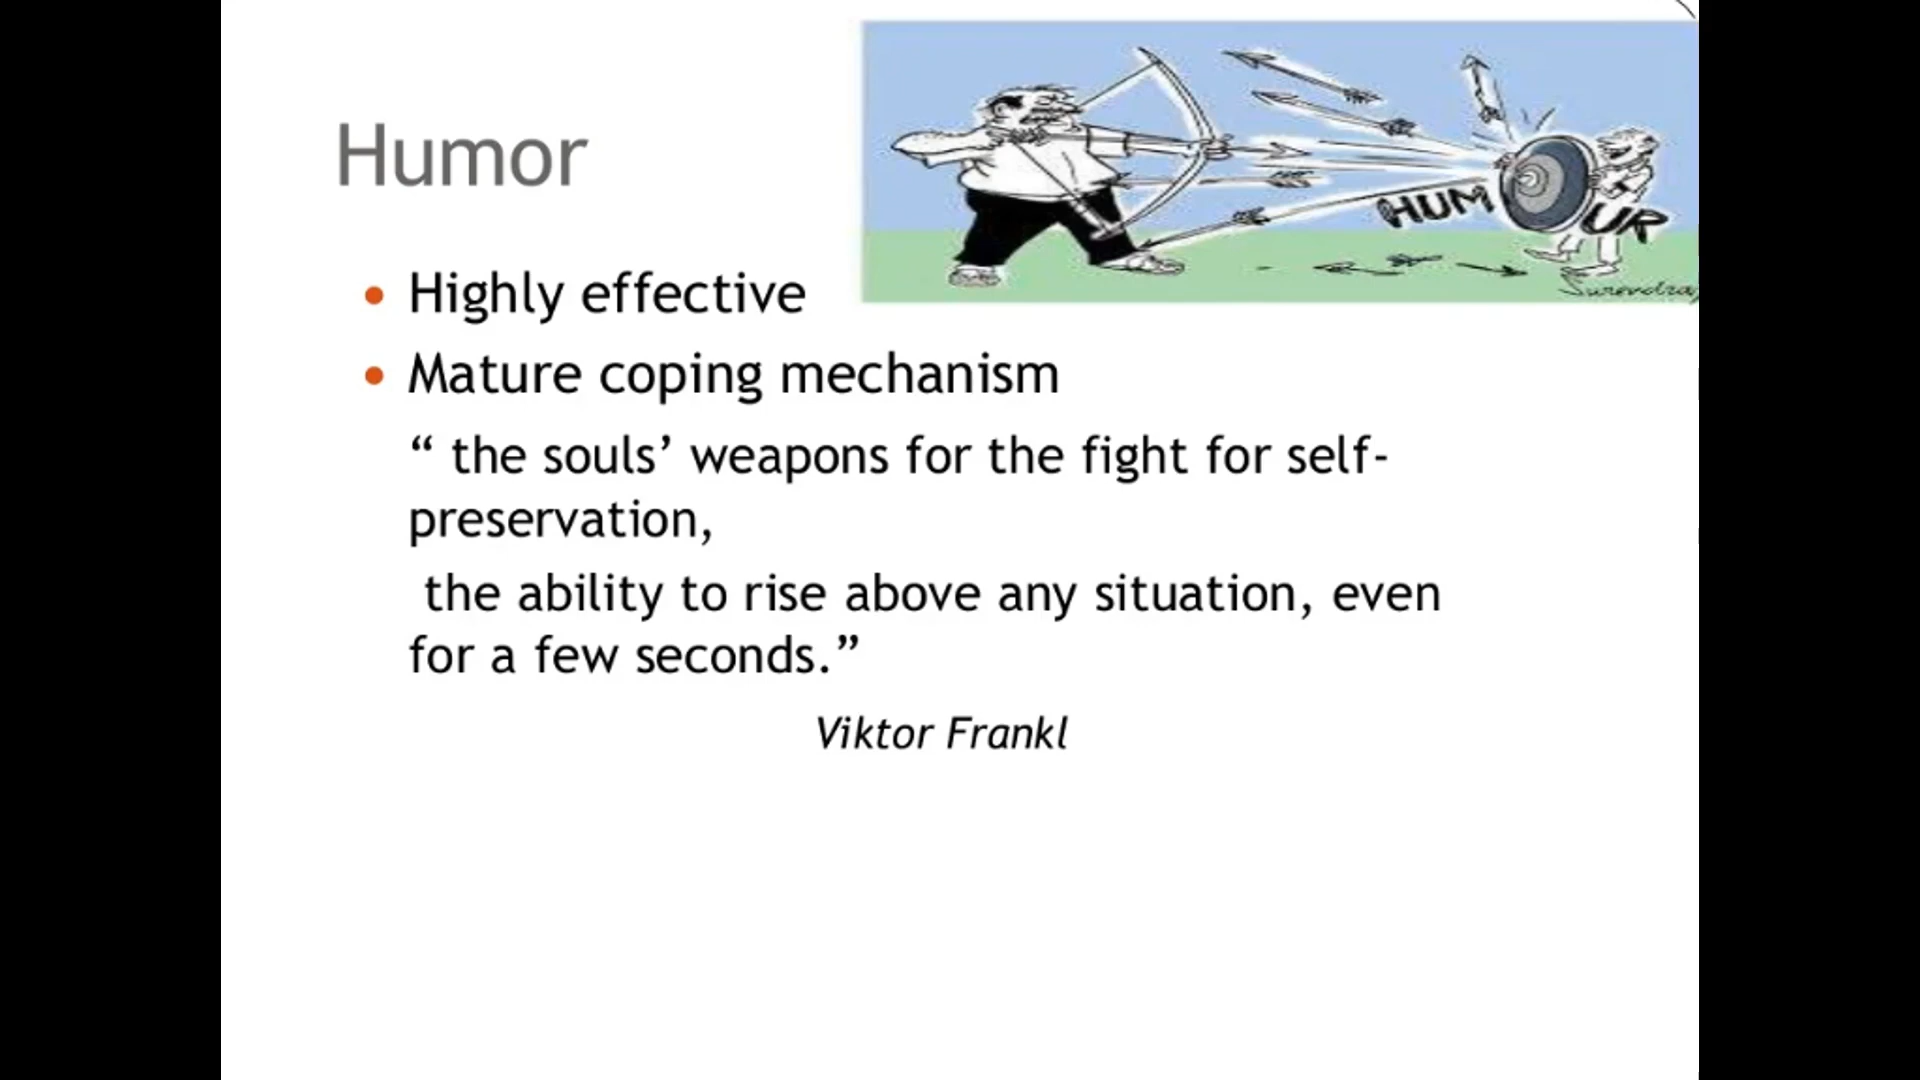 Humor
HUM UR
Surendra
• Highly effective
• Mature coping mechanism
“ the souls’ weapons for the fight for self-
preservation,
the ability to rise above any situation, even
for a few seconds.”
Viktor Frankl